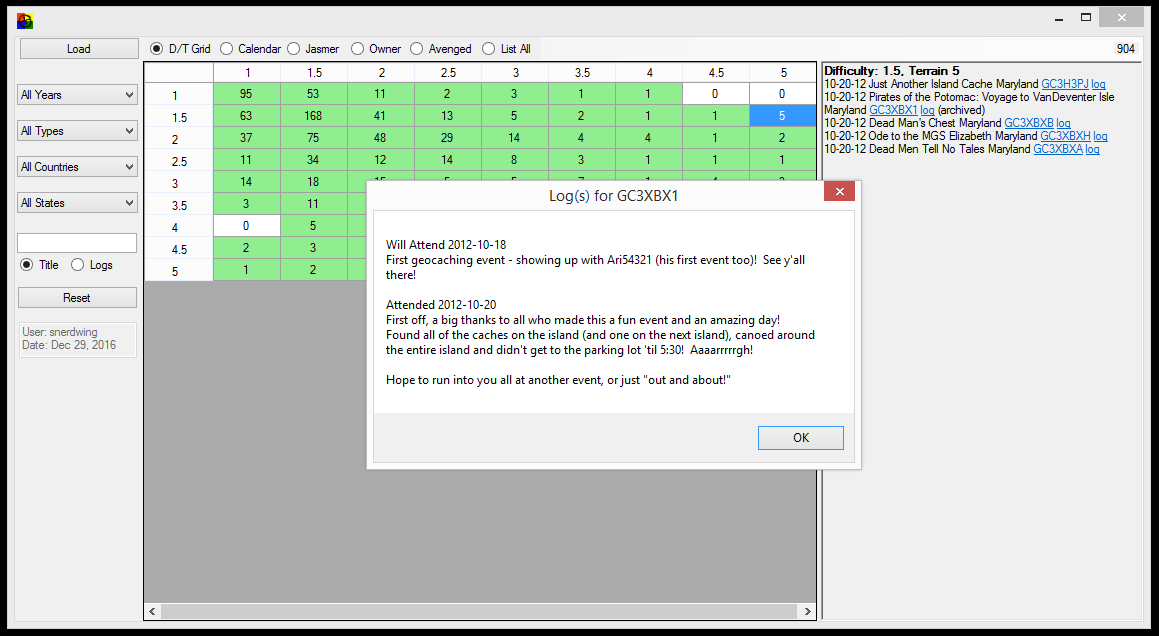 Load
D/T Grid Calendar Jasmer Owner Avenged List All
904
All Years
All Types
All Countries
All States
Title Logs
Reset
User: snerdwing
Date: Dec 29, 2016
1 1.5 2 2.5 3 3.5 4 4.5 5
1 95 53 11 2 3 1 1 0 0
1.5 63 168 41 13 5 2 1 1 5
2 37 75 48 29 14 4 4 1 2
2.5 11 34 12 14 8 3 1 1 1
3 14 18
3.5 3 11
4 0 5
4.5 2 3
5 1 2
Difficulty: 1.5, Terrain 5
10-20-12 Just Another Island Cache Maryland GC3H3PJ log
10-20-12 Pirates of the Potomac: Voyage to VanDeventer Isle
Maryland GC3XBX1 log (archived)
10-20-12 Dead Man's Chest Maryland GC3XBXB log
10-20-12 Ode to the MGS Elizabeth Maryland GC3XBXH log
10-20-12 Dead Men Tell No Tales Maryland GC3XBXA log
Log(s) for GC3XBX1
Will Attend 2012-10-18
First geocaching event - showing up with Ari54321 (his first event too)! See y'all
there!
Attended 2012-10-20
First off, a big thanks to all who made this a fun event and an amazing day!
Found all of the caches on the island (and one on the next island), canoed around
the entire island and didn't get to the parking lot 'til 5:30! Aaaarrrrrgh!
Hope to run into you all at another event, or just "out and about!"
OK